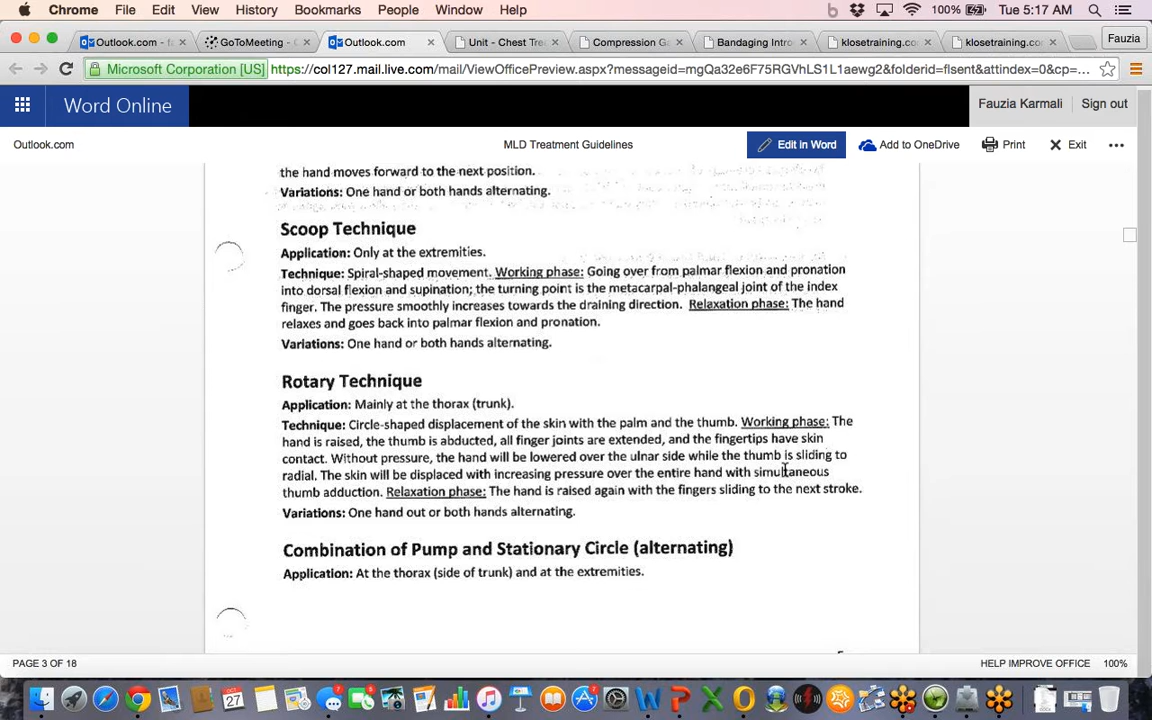 Chrome File Edit View History Bookmarks People Window Help 100% Tue 5:17 AM
Outlook.com - f GoToMeeting - C Outlook.com Unit - Chest Tre Compression Ga Bandaging Intro klosetraining.co klosetraining.co Fauzia
Microsoft Corporation [US] https://col127.mail.live.com/mail/ViewOfficePreview.aspx?messageid=mgQa32e6F75RGVhLS1L1aewg2&folderid=flsent&attindex=0&cp=...
Word Online Fauzia Karmali Sign out
Outlook.com MLD Treatment Guidelines Edit in Word Add to OneDrive Print Exit
the hand moves forward to the next position.
Variations: One hand or both hands alternating.
Scoop Technique
Application: Only at the extremities.
Technique: Spiral-shaped movement. Working phase: Going over from palmar flexion and pronation
into dorsal flexion and supination; the turning point is the metacarpal-phalangeal joint of the index
finger. The pressure smoothly increases towards the draining direction. Relaxation phase: The hand
relaxes and goes back into palmar flexion and pronation.
Variations: One hand or both hands alternating.
Rotary Technique
Application: Mainly at the thorax (trunk).
Technique: Circle-shaped displacement of the skin with the palm and the thumb. Working phase: The
hand is raised, the thumb is abducted, all finger joints are extended, and the fingertips have skin
contact. Without pressure, the hand will be lowered over the ulnar side while the thumb is sliding to
radial. The skin will be displaced with increasing pressure over the entire hand with simultaneous
thumb adduction. Relaxation phase: The hand is raised again with the fingers sliding to the next stroke.
Variations: One hand out or both hands alternating.
Combination of Pump and Stationary Circle (alternating)
Application: At the thorax (side of trunk) and at the extremities.
PAGE 3 OF 18 HELP IMPROVE OFFICE 100%